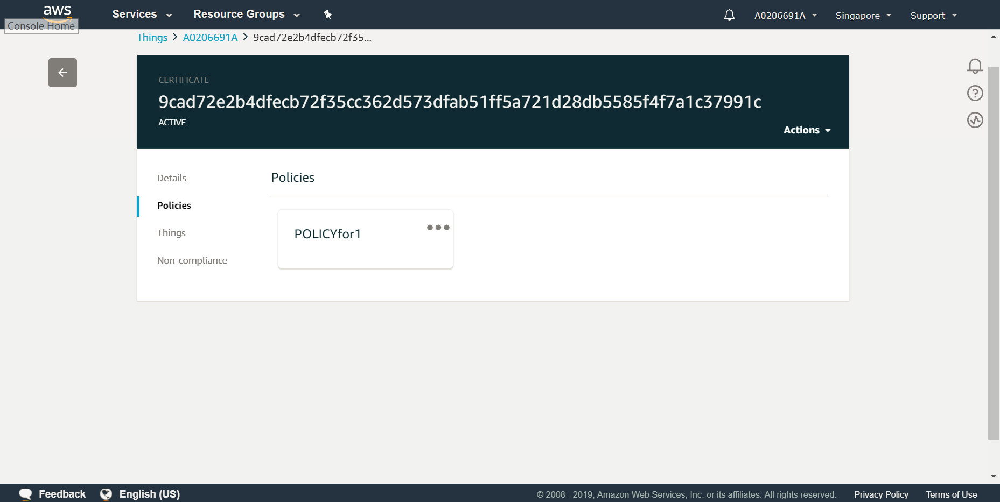 aws
Services
Resource Groups
A0206691A
Singapore
Support
Console Home
Things
A0206691A
9cad72e2b4dfecb72f35...
CERTIFICATE
9cad72e2b4dfecb72f35cc362d573dfab51ff5a721d28db5585f4f7a1c37991c
ACTIVE
Actions
Details
Policies
Things
Non-compliance
Policies
POLICYfor1
Feedback
English (US)
© 2008 - 2019, Amazon Web Services, Inc. or its affiliates. All rights reserved.
Privacy Policy
Terms of Use